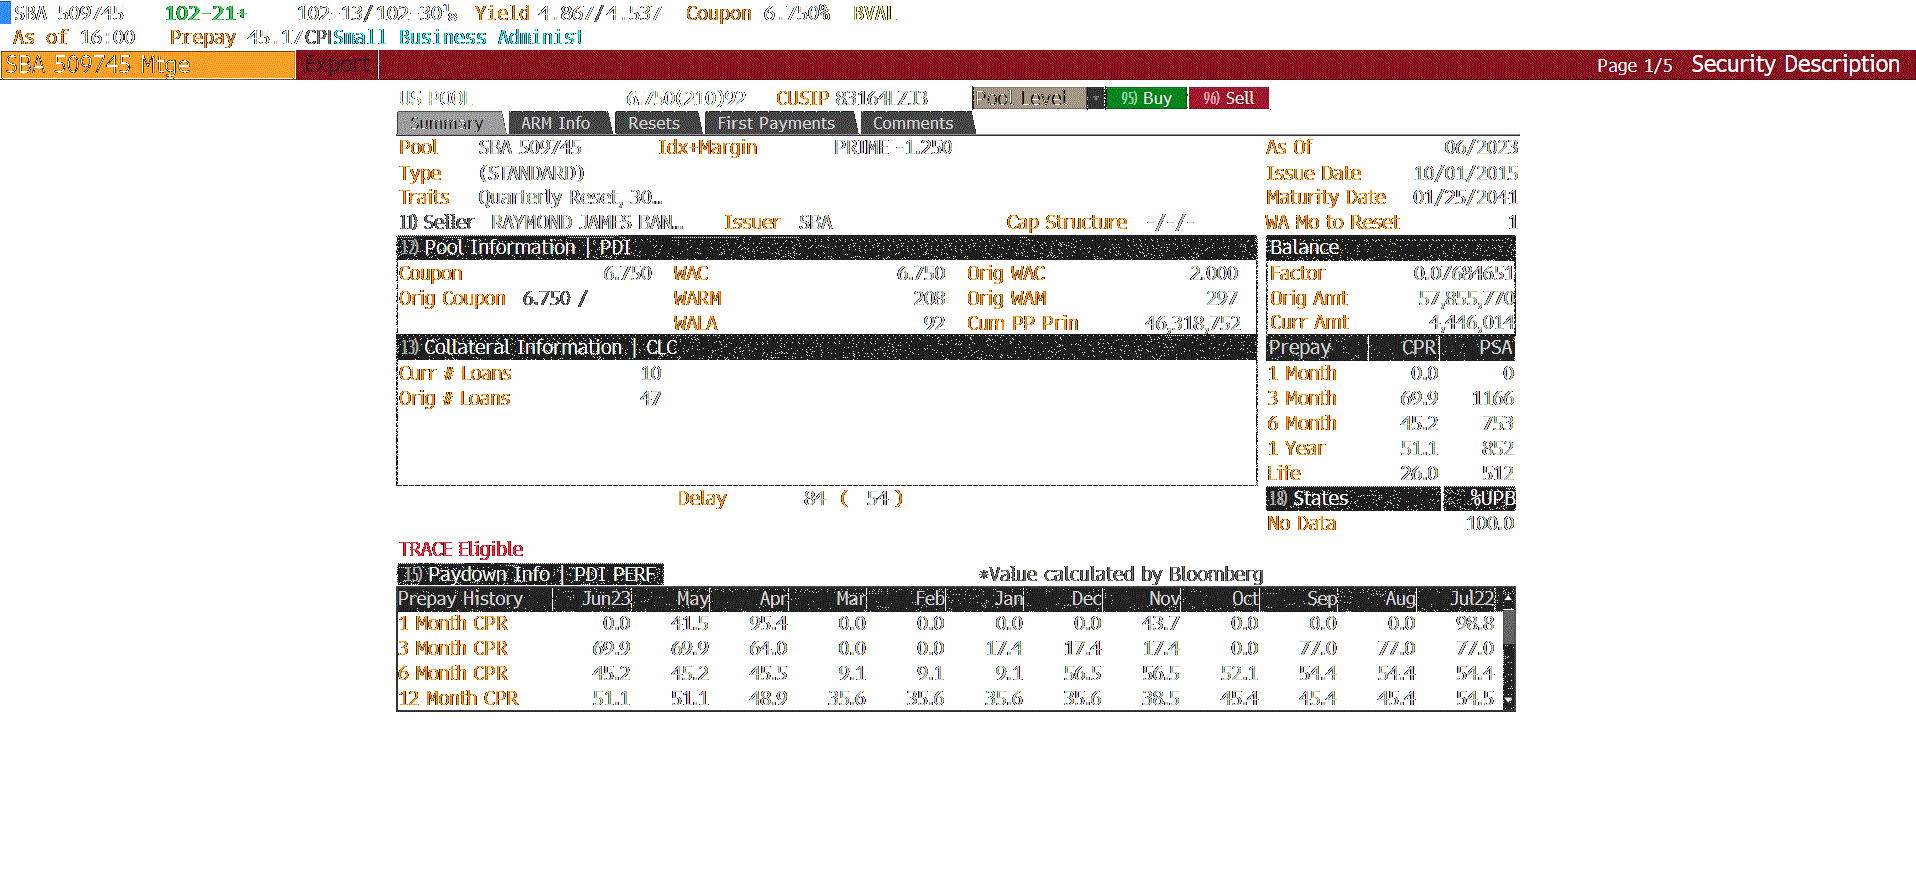 SBA 509745 102-21+ 102-13/102-30⅛ Yield 4.867/4.537 Coupon 6.750% BVAL
As of 16:00 Prepay 45.1/CPI Small Business Administ
SBA 509745 Mtge Export Page 1/5 Security Description
US POOL 6.750(210)92 CUSIP 83164LZJ3 Pool Level 95) Buy 96) Sell
Summary ARM Info Resets First Payments Comments
Pool SBA 509745 Idx+Margin PRIME -1.250 As Of 06/2023
Type (STANDARD) Issue Date 10/01/2015
Traits Quarterly Reset, 30… Maturity Date 01/25/2041
11) Seller RAYMOND JAMES BAN… Issuer SBA Cap Structure -/-/- WA Mo to Reset 1
12) Pool Information | PDI Balance
Coupon 6.750 WAC 6.750 Orig WAC 2.000 Factor 0.07684651
Orig Coupon 6.750 / WARM 208 Orig WAM 297 Orig Amt 57,855,770
WALA 92 Cum PP Prin 46,318,752 Curr Amt 4,446,014
13) Collateral Information | CLC Prepay CPR PSA
Curr # Loans 10 1 Month 0.0 0
Orig # Loans 47 3 Month 69.9 1166
6 Month 45.2 753
1 Year 51.1 852
Life 26.0 512
Delay 84 ( 54 ) 18) States %UPB
No Data 100.0
TRACE Eligible
15) Paydown Info | PDI PERF *Value calculated by Bloomberg
Prepay History Jun23 May Apr Mar Feb Jan Dec Nov Oct Sep Aug Jul22
1 Month CPR 0.0 41.5 95.4 0.0 0.0 0.0 0.0 43.7 0.0 0.0 0.0 98.8
3 Month CPR 69.9 69.9 64.0 0.0 0.0 17.4 17.4 17.4 0.0 77.0 77.0 77.0
6 Month CPR 45.2 45.2 45.5 9.1 9.1 9.1 56.5 56.5 52.1 54.4 54.4 54.4
12 Month CPR 51.1 51.1 48.9 35.6 35.6 35.6 35.6 38.5 45.4 45.4 45.4 54.5